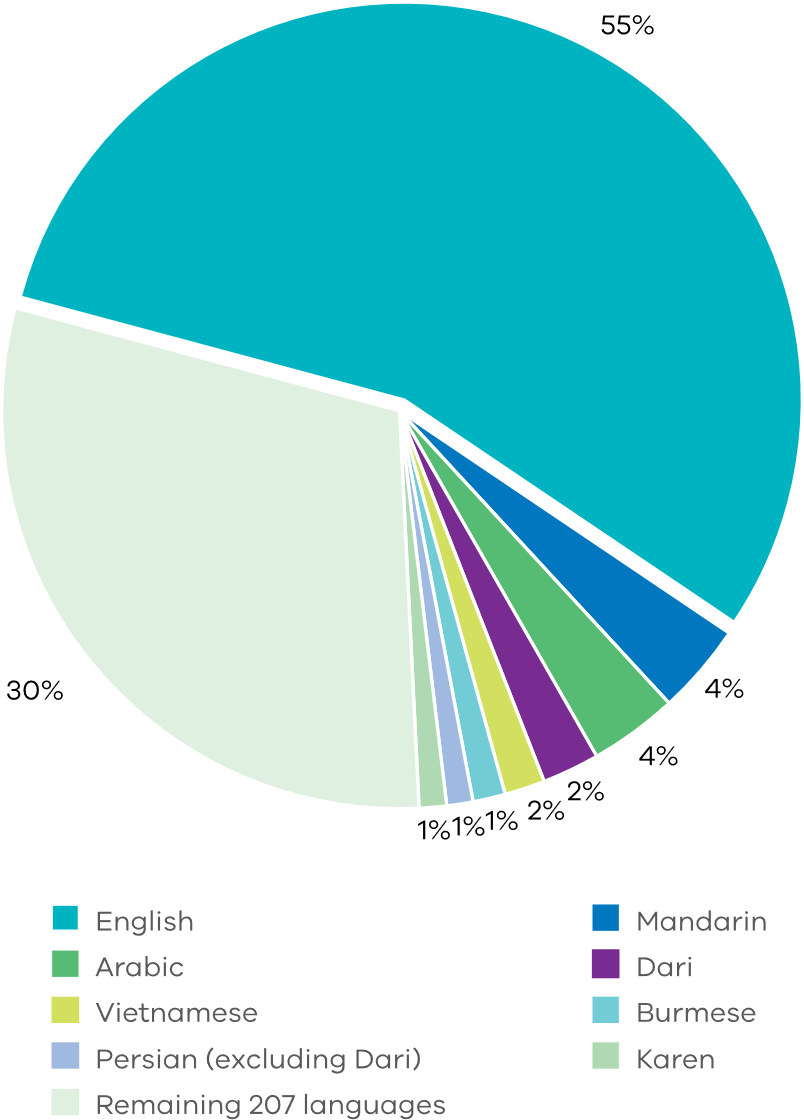 55%
30%
4%
4%
2%
2%
1%
1%
1%
English
Mandarin
Arabic
Dari
Vietnamese
Burmese
Persian (excluding Dari)
Karen
Remaining 207 languages